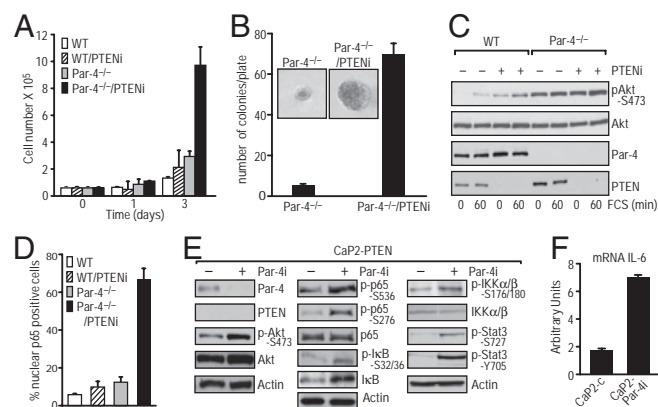 A
Cell number X 10⁵
12
10
8
6
4
2
0
WT
WT/PTENi
Par-4⁻/⁻
Par-4⁻/⁻/PTENi
0 1 3
Time (days)
B
number of colonies/plate
80
60
40
20
0
Par-4⁻/⁻
Par-4⁻/⁻
/PTENi
Par-4⁻/⁻
Par-4⁻/⁻/PTENi
C
WT Par-4⁻/⁻
– – + + – – + + PTENi
pAkt
-S473
Akt
Par-4
PTEN
0 60 0 60 0 60 0 60 FCS (min)
D
% nuclear p65 positive cells
80
60
40
20
0
WT
WT/PTENi
Par-4⁻/⁻
Par-4⁻/⁻
/PTENi
E
CaP2-PTEN
– + Par-4i
Par-4
PTEN
p-Akt
-S473
Akt
Actin
– + Par-4i
p-p65
-S536
p-p65
-S276
p65
p-IκB
-S32/36
IκB
Actin
– + Par-4i
p-IKKα/β
-S176/180
IKKα/β
p-Stat3
-S727
p-Stat3
-Y705
Actin
F
mRNA IL-6
Arbitrary Units
8
6
4
2
0
CaP2-C
CaP2-
Par-4i